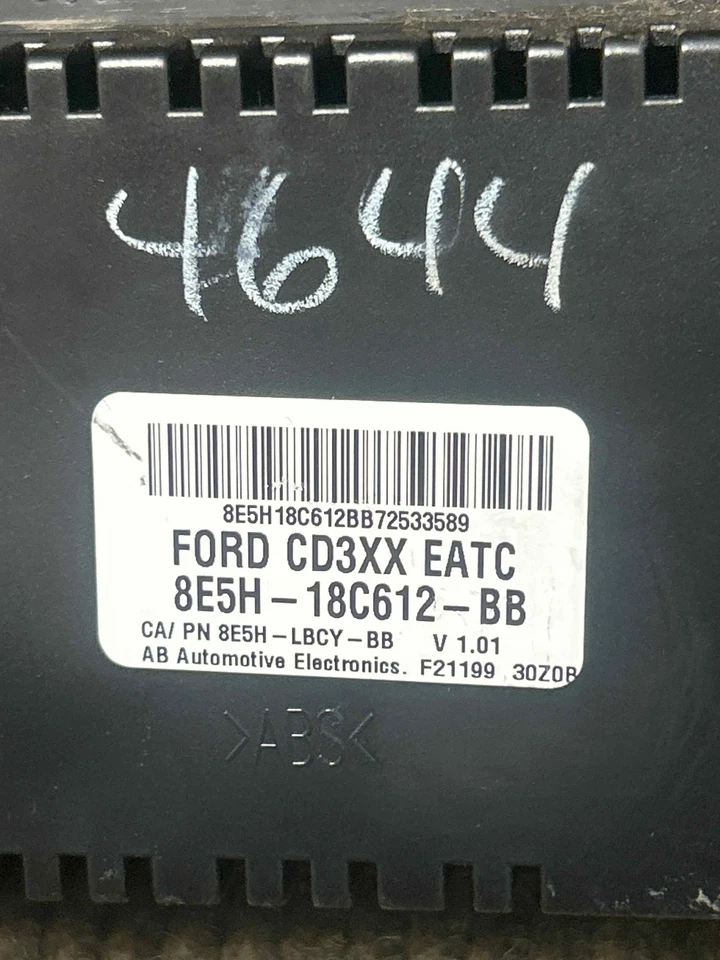 4644
8E5H18C612BB72533589
FORD CD3XX EATC
8E5H-18C612-BB
CA/ PN 8E5H-LBCY-BB V 1.01
AB Automotive Electronics. F21199 30Z0B
>ABS<